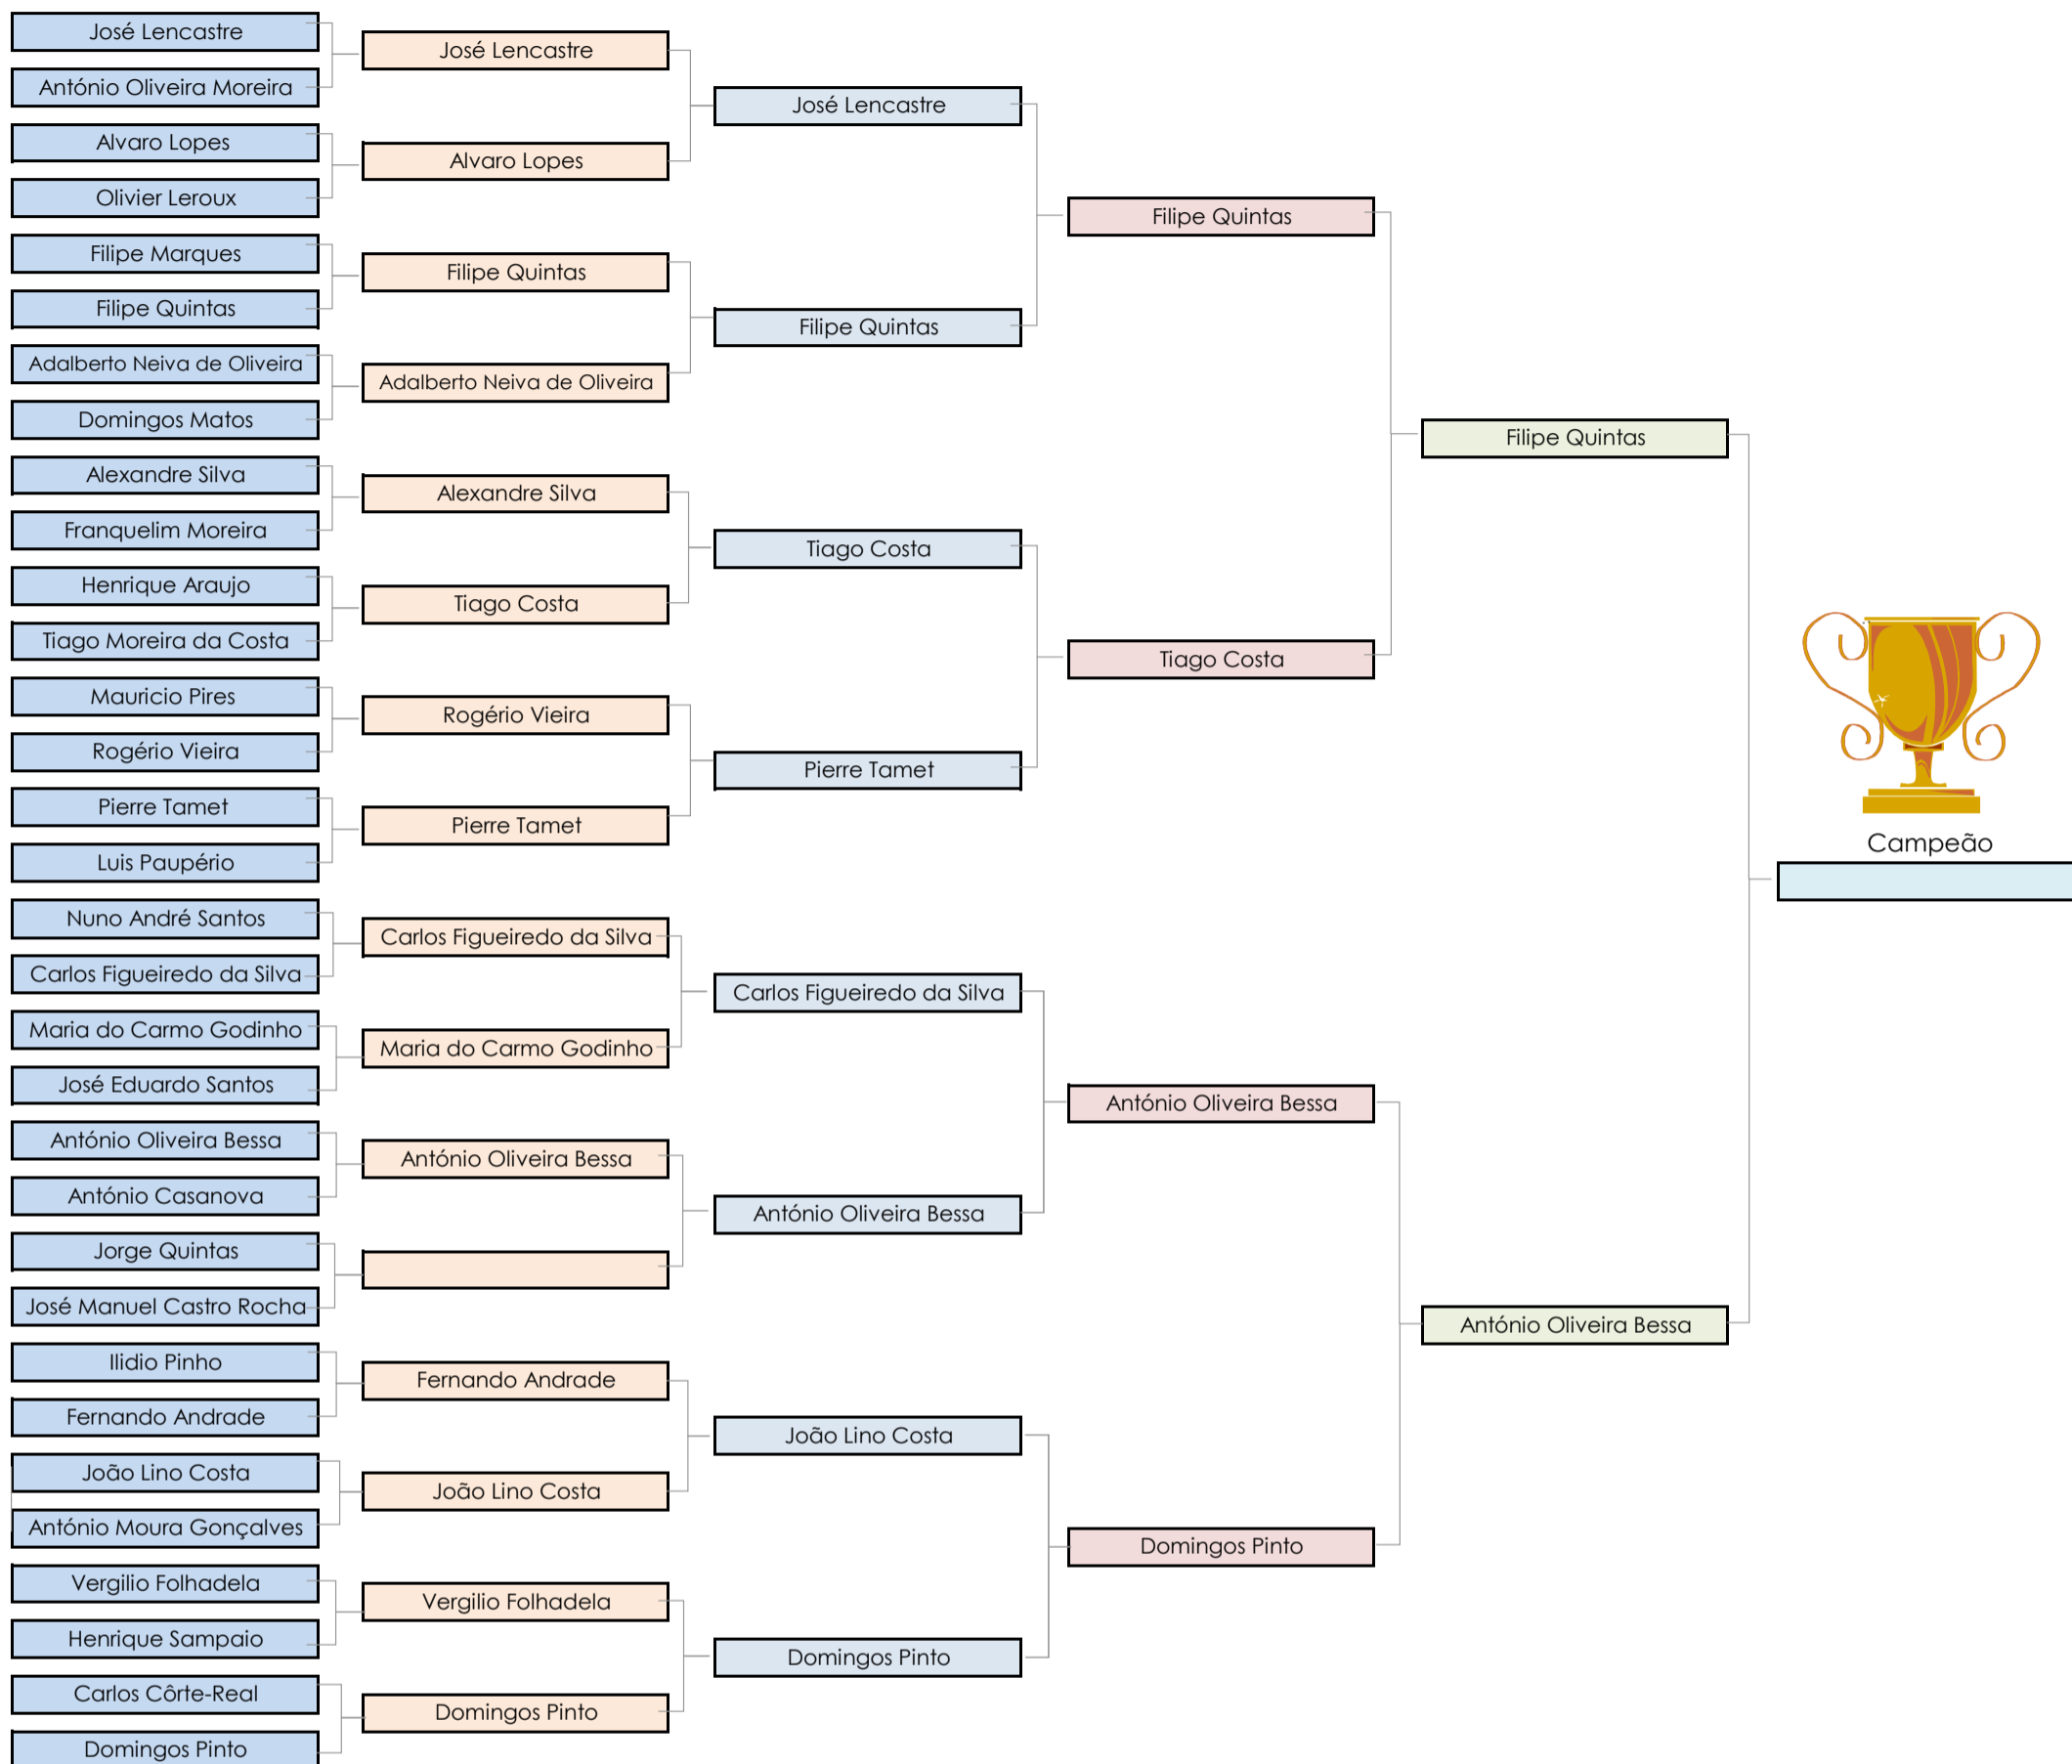 José Lencastre
António Oliveira Moreira
Alvaro Lopes
Olivier Leroux
Filipe Marques
Filipe Quintas
Adalberto Neiva de Oliveira
Domingos Matos
Alexandre Silva
Franquelim Moreira
Henrique Araujo
Tiago Moreira da Costa
Mauricio Pires
Rogério Vieira
Pierre Tamet
Luis Paupério
Nuno André Santos
Carlos Figueiredo da Silva
Maria do Carmo Godinho
José Eduardo Santos
António Oliveira Bessa
António Casanova
Jorge Quintas
José Manuel Castro Rocha
Ilidio Pinho
Fernando Andrade
João Lino Costa
António Moura Gonçalves
Vergilio Folhadela
Henrique Sampaio
Carlos Côrte-Real
Domingos Pinto
José Lencastre
Alvaro Lopes
Filipe Quintas
Adalberto Neiva de Oliveira
Alexandre Silva
Tiago Costa
Rogério Vieira
Pierre Tamet
Carlos Figueiredo da Silva
Maria do Carmo Godinho
António Oliveira Bessa
Fernando Andrade
João Lino Costa
Vergilio Folhadela
Domingos Pinto
José Lencastre
Filipe Quintas
Tiago Costa
Pierre Tamet
Carlos Figueiredo da Silva
António Oliveira Bessa
João Lino Costa
Domingos Pinto
Filipe Quintas
Tiago Costa
António Oliveira Bessa
Domingos Pinto
Filipe Quintas
António Oliveira Bessa
Campeão